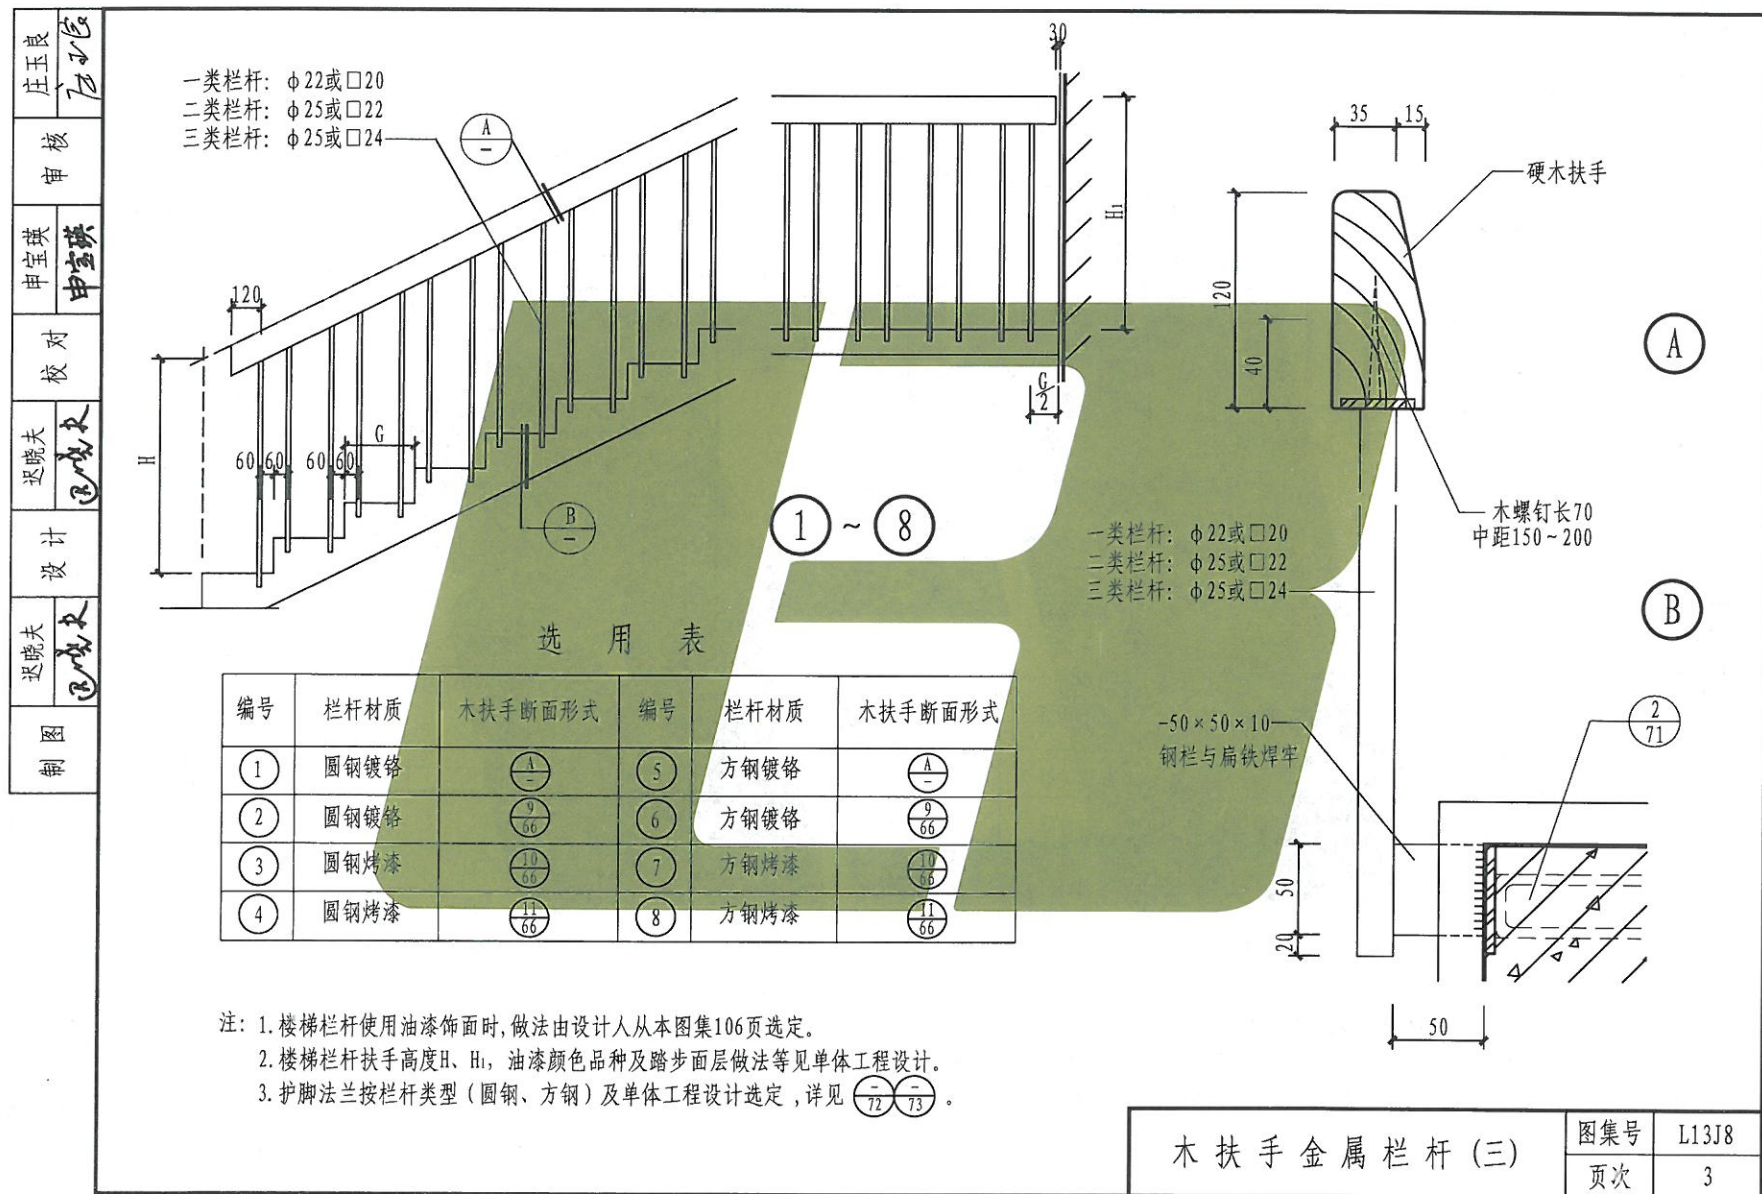 庄玉良
审核
申宝瑛
申宝瑛
校对
迟晓夫
设计
迟晓夫
制图
一类栏杆: ф22或□20
二类栏杆: ф25或□22
三类栏杆: ф25或□24
A
–
120
H
60 60 60 60
G
B
–
30
H₁
G
2
① ~ ⑧
35 15
硬木扶手
120
40
A
木螺钉长70
中距150~200
一类栏杆: ф22或□20
二类栏杆: ф25或□22
三类栏杆: ф25或□24
B
-50×50×10
钢栏与扁铁焊牢
2
71
50
20
50
选用表
编号 栏杆材质 木扶手断面形式 编号 栏杆材质 木扶手断面形式
① 圆钢镀铬 A/– ⑤ 方钢镀铬 A/–
② 圆钢镀铬 9/66 ⑥ 方钢镀铬 9/66
③ 圆钢烤漆 10/66 ⑦ 方钢烤漆 10/66
④ 圆钢烤漆 11/66 ⑧ 方钢烤漆 11/66
注: 1.楼梯栏杆使用油漆饰面时,做法由设计人从本图集106页选定。
2.楼梯栏杆扶手高度H、H₁, 油漆颜色品种及踏步面层做法等见单体工程设计。
3.护脚法兰按栏杆类型(圆钢、方钢)及单体工程设计选定,详见 –/72 –/73 。
木扶手金属栏杆(三)
图集号 L13J8
页次 3